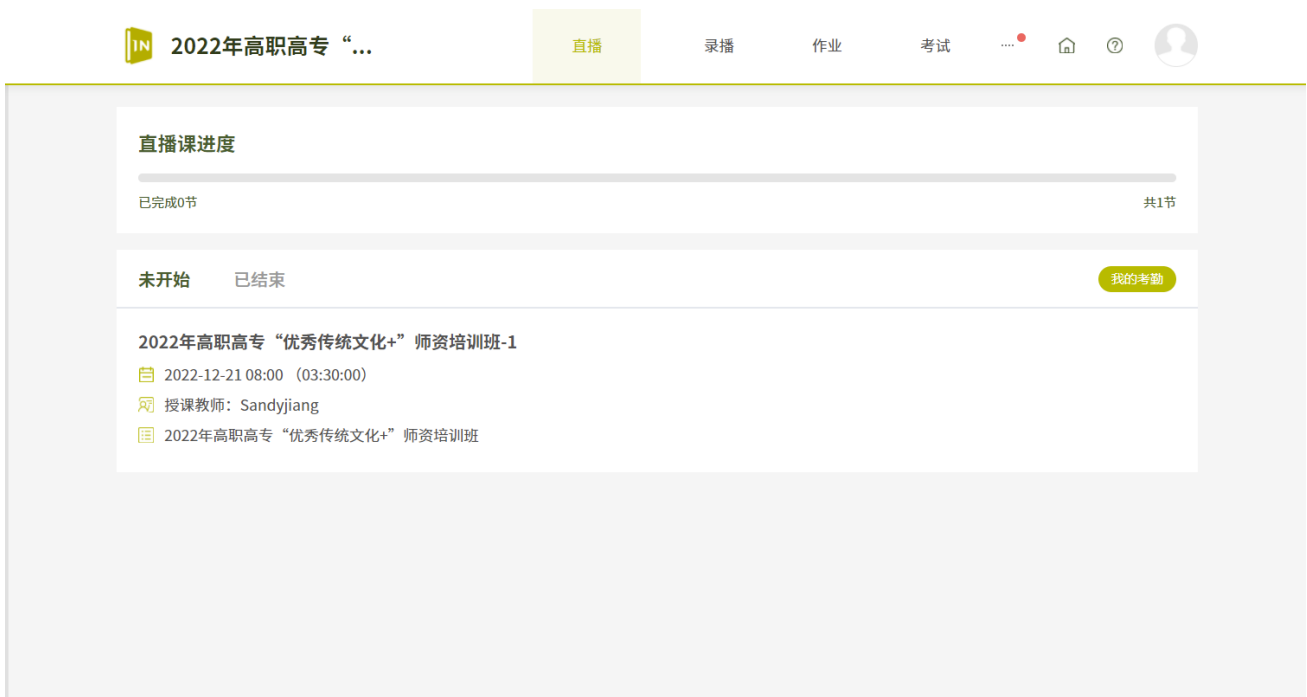 IN 2022年高职高专“... 直播 录播 作业 考试 ....
直播课进度
已完成0节 共1节
未开始 已结束 我的考勤
2022年高职高专“优秀传统文化+”师资培训班-1
2022-12-21 08:00 （03:30:00）
授课教师：Sandyjiang
2022年高职高专“优秀传统文化+”师资培训班